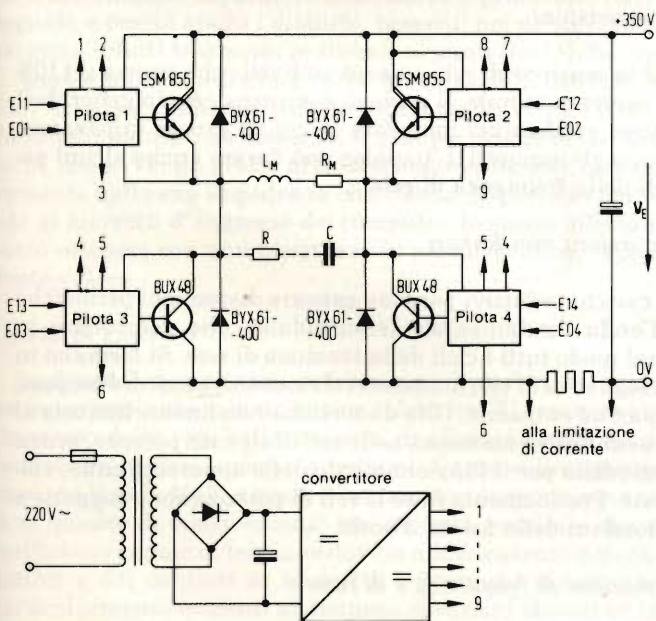 +350 V
1 2
8 7
ESM 855
ESM 855
E11
Pilota 1
BYX 61-
400
BYX 61-
400
Pilota 2
E12
E01
E02
3
L_M
R_M
9
V_E
4 5
R
C
5 4
BUX 48
BUX 48
E13
Pilota 3
BYX 61-
400
BYX 61-
400
Pilota 4
E14
E03
E04
6
6
0V
alla limitazione
di corrente
convertitore
220 V ~
1
9